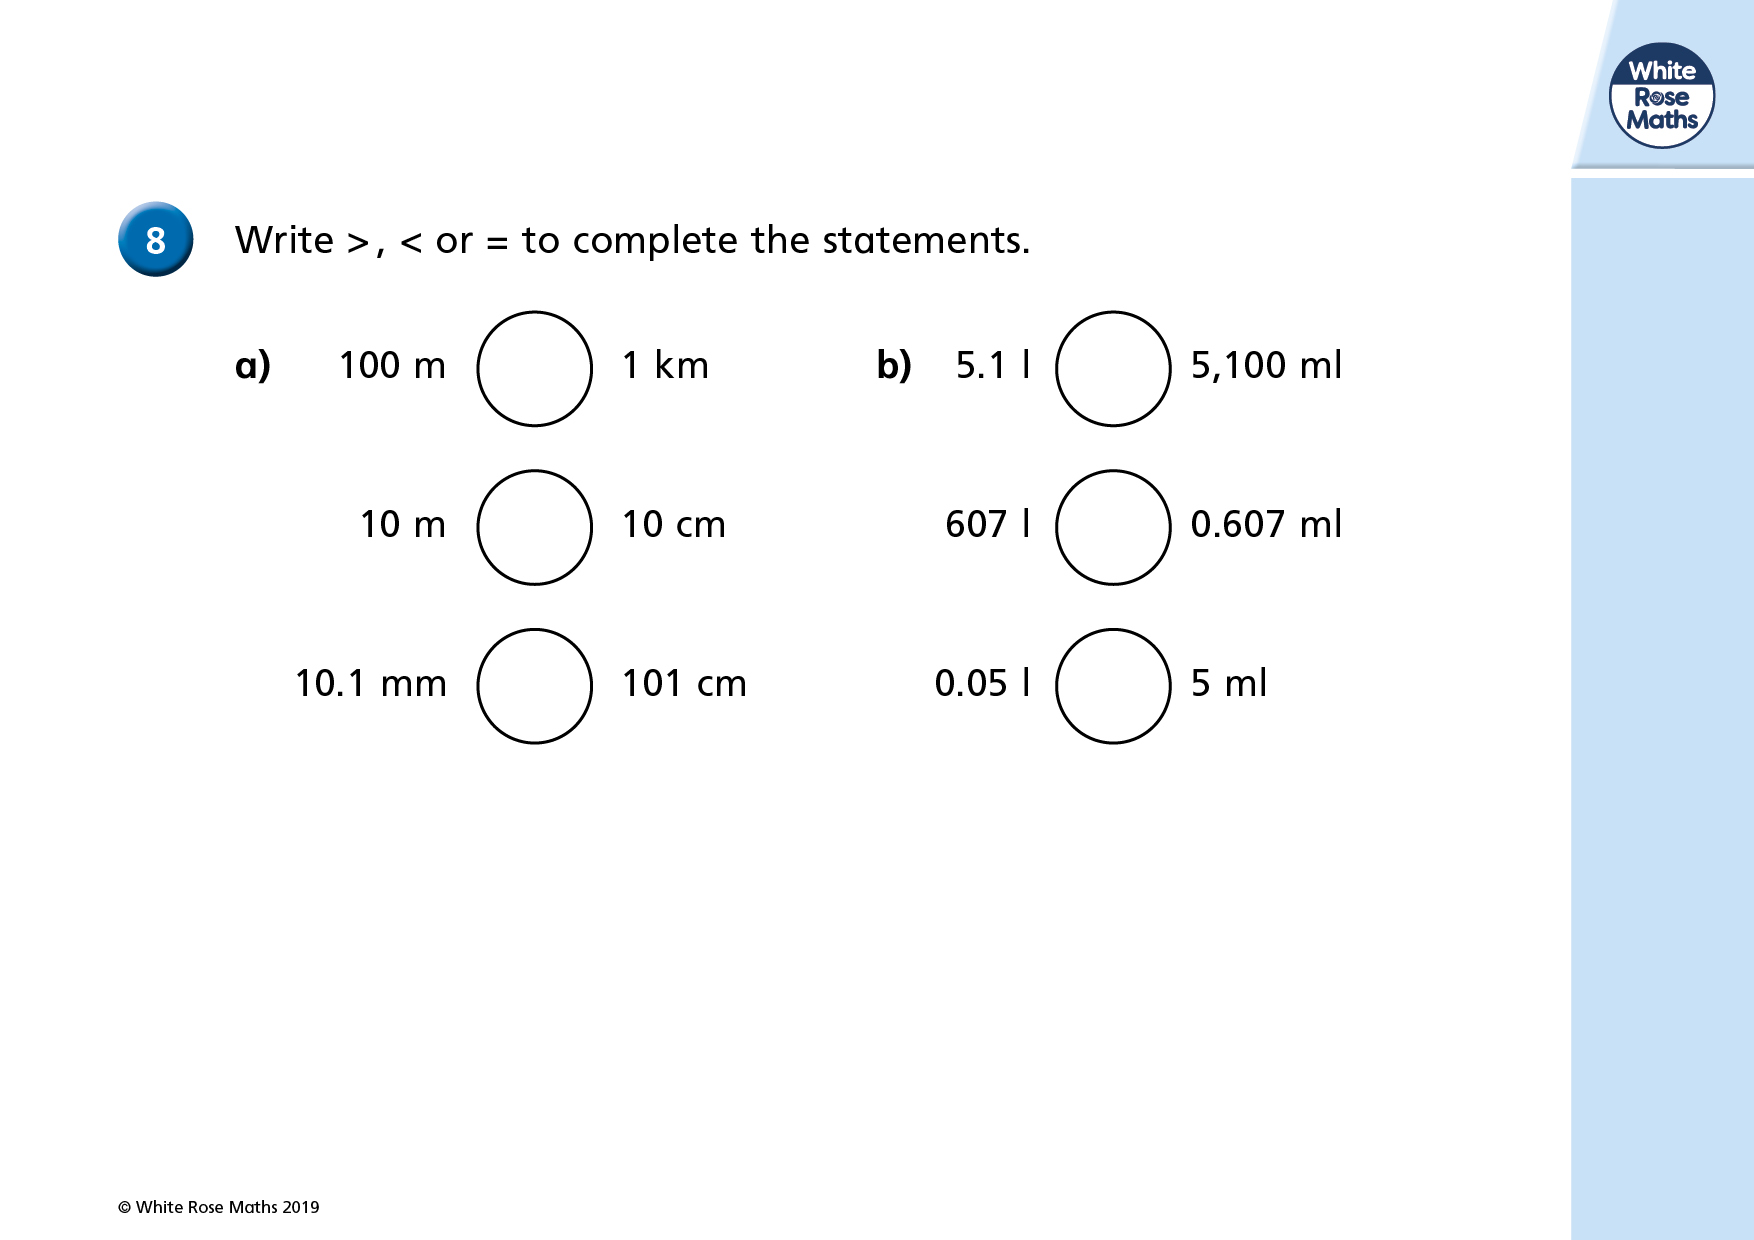 White
Rose
Maths
8 Write >, < or = to complete the statements.
a) 100 m 1 km b) 5.1 l 5,100 ml
10 m 10 cm 607 l 0.607 ml
10.1 mm 101 cm 0.05 l 5 ml
© White Rose Maths 2019